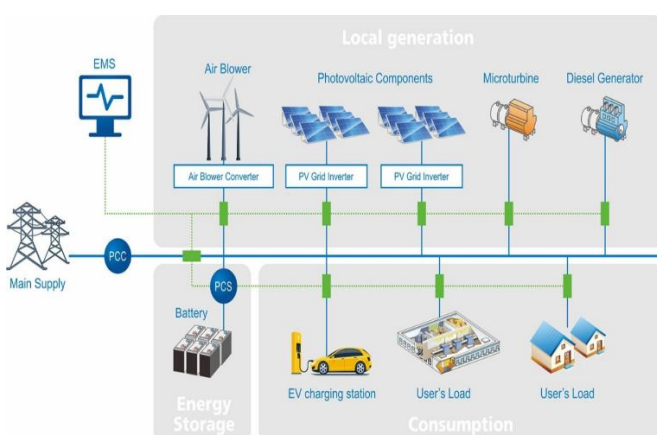 Local generation
EMS
Air Blower
Photovoltaic Components
Microturbine
Diesel Generator
Air Blower Converter
PV Grid Inverter
PV Grid Inverter
PCC
Main Supply
PCS
Battery
EV charging station
User's Load
User's Load
Energy
Storage
Consumption